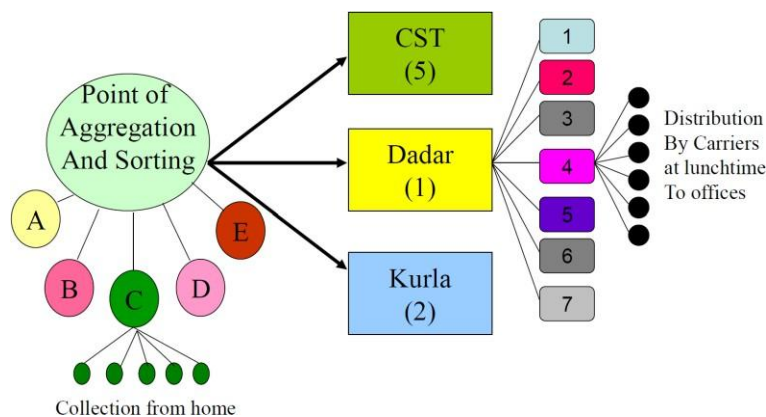 Point of
Aggregation
And Sorting
A
B
C
D
E
Collection from home
CST
(5)
Dadar
(1)
Kurla
(2)
1
2
3
4
5
6
7
Distribution
By Carriers
at lunchtime
To offices